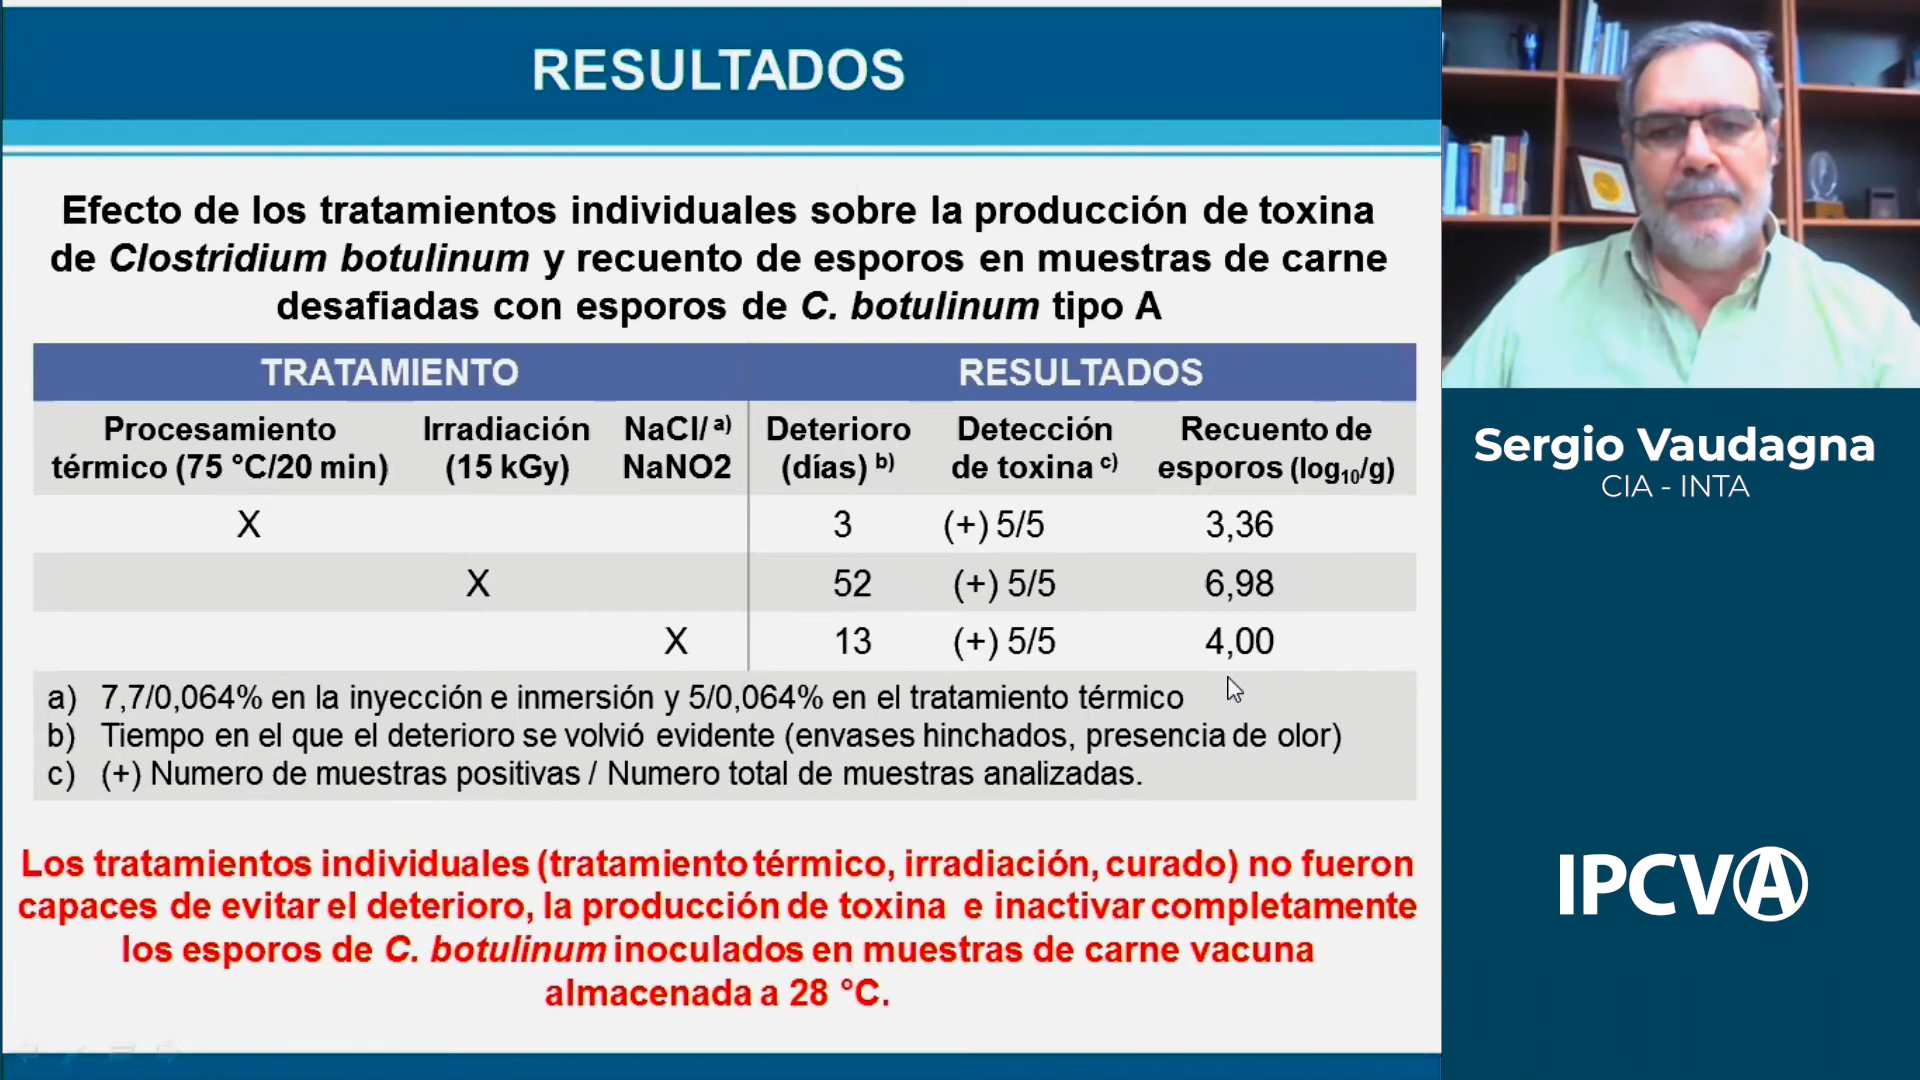 RESULTADOS
Efecto de los tratamientos individuales sobre la producción de toxina
de Clostridium botulinum y recuento de esporos en muestras de carne
desafiadas con esporos de C. botulinum tipo A
TRATAMIENTO RESULTADOS
Procesamiento Irradiación NaCl/ a) Deterioro Detección Recuento de
térmico (75 °C/20 min) (15 kGy) NaNO2 (días) b) de toxina c) esporos (log10/g)
X 3 (+) 5/5 3,36
X 52 (+) 5/5 6,98
X 13 (+) 5/5 4,00
a) 7,7/0,064% en la inyección e inmersión y 5/0,064% en el tratamiento térmico
b) Tiempo en el que el deterioro se volvió evidente (envases hinchados, presencia de olor)
c) (+) Numero de muestras positivas / Numero total de muestras analizadas.
Los tratamientos individuales (tratamiento térmico, irradiación, curado) no fueron
capaces de evitar el deterioro, la producción de toxina e inactivar completamente
los esporos de C. botulinum inoculados en muestras de carne vacuna
almacenada a 28 °C.
Sergio Vaudagna
CIA - INTA
IPCVA